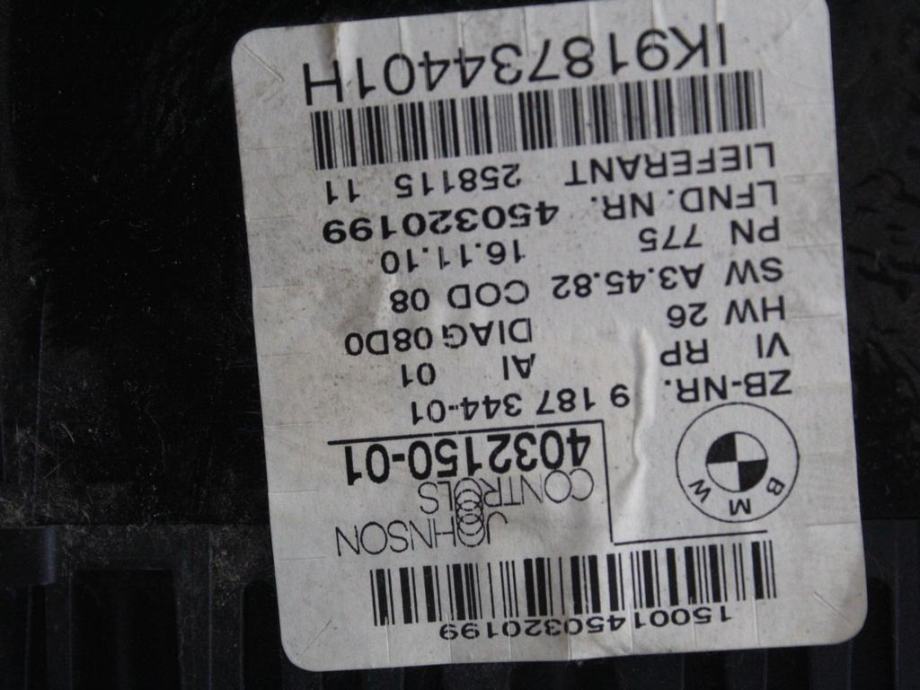 15001450320199
JOHNSON
CONTROLS
BMW
4032150-01
ZB-NR. 9 187 344-01
VI RP AI 01
HW 26 DIAG 08D0
SW A3.45.82 COD 08
PN 775 16.11.10
LFND. NR. 450320199
LIEFERANT 258115 11
IK918734401H